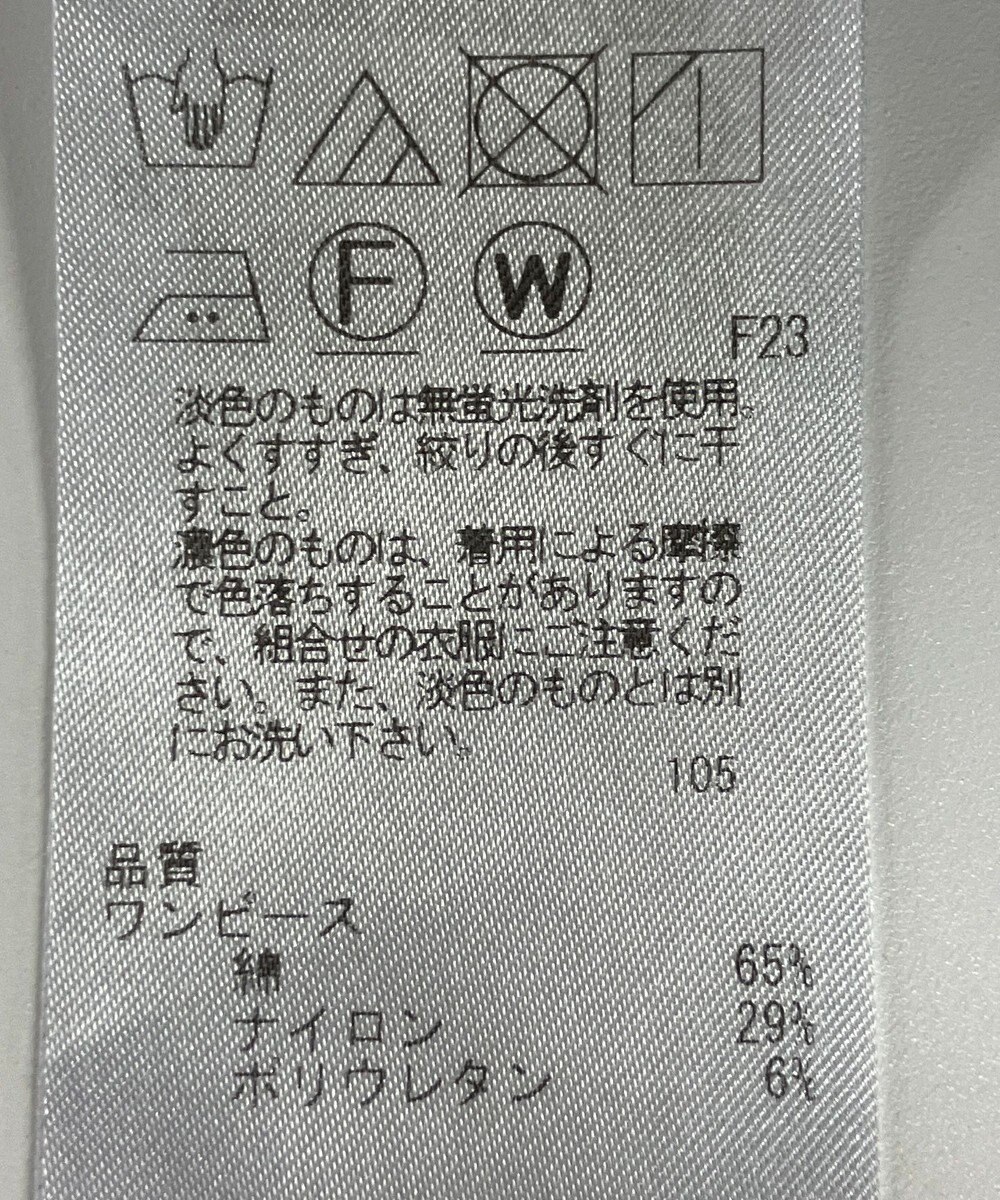 F W
F23
淡色のものは無蛍光洗剤を使用。
よくすすぎ、絞りの後すぐに干
すこと。
濃色のものは、着用による摩擦
で色落ちすることがありますの
で、組合せの衣服にご注意くだ
さい。また、淡色のものとは別
にお洗い下さい。
105
品質
ワンピース
綿 65%
ナイロン 29%
ポリウレタン 6%